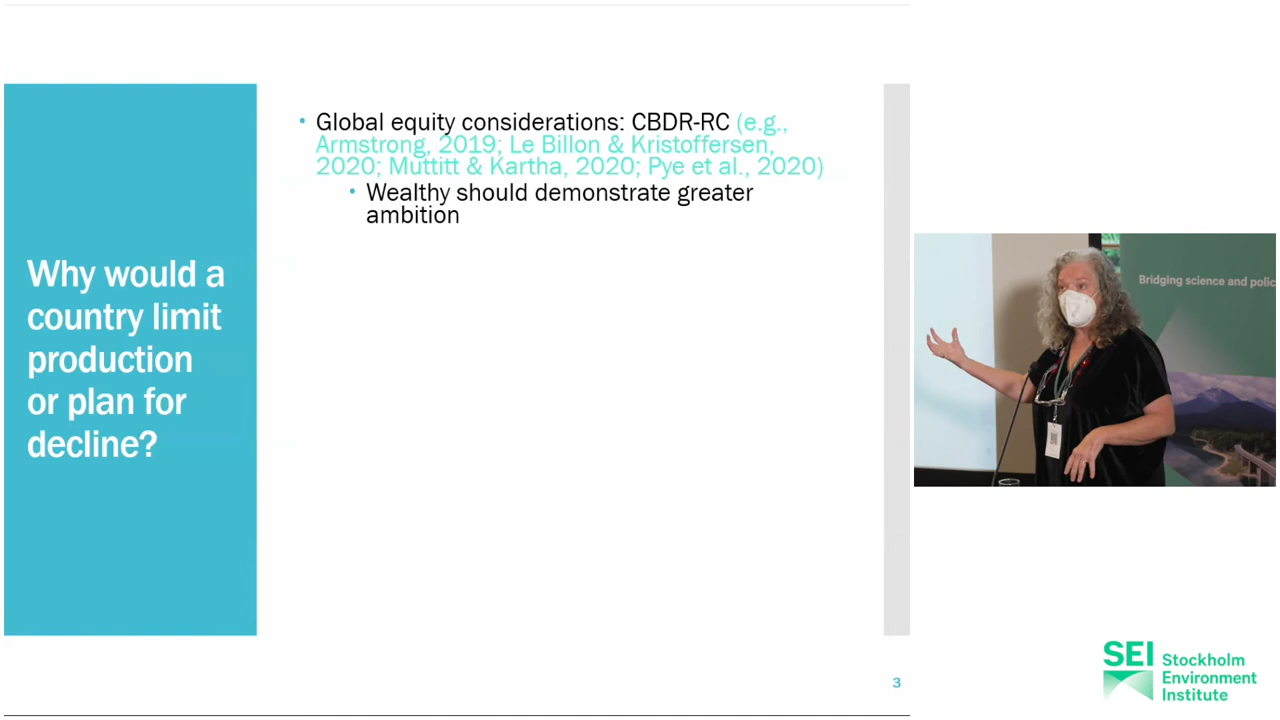 Why would a
country limit
production
or plan for
decline?
• Global equity considerations: CBDR-RC (e.g.,
Armstrong, 2019; Le Billon & Kristoffersen,
2020; Muttitt & Kartha, 2020; Pye et al., 2020)
• Wealthy should demonstrate greater
ambition
3
Bridging science and polic
SEI Stockholm
Environment
Institute